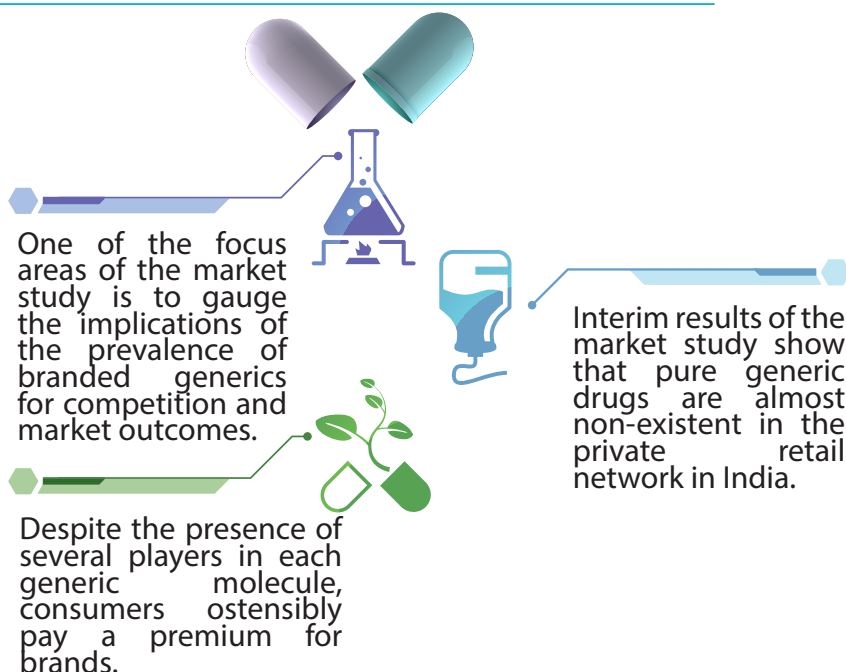 One of the focus
areas of the market
study is to gauge
the implications of
the prevalence of
branded generics
for competition and
market outcomes.
Interim results of the
market study show
that pure generic
drugs are almost
non-existent in the
private retail
network in India.
Despite the presence of
several players in each
generic molecule,
consumers ostensibly
pay a premium for
brands.